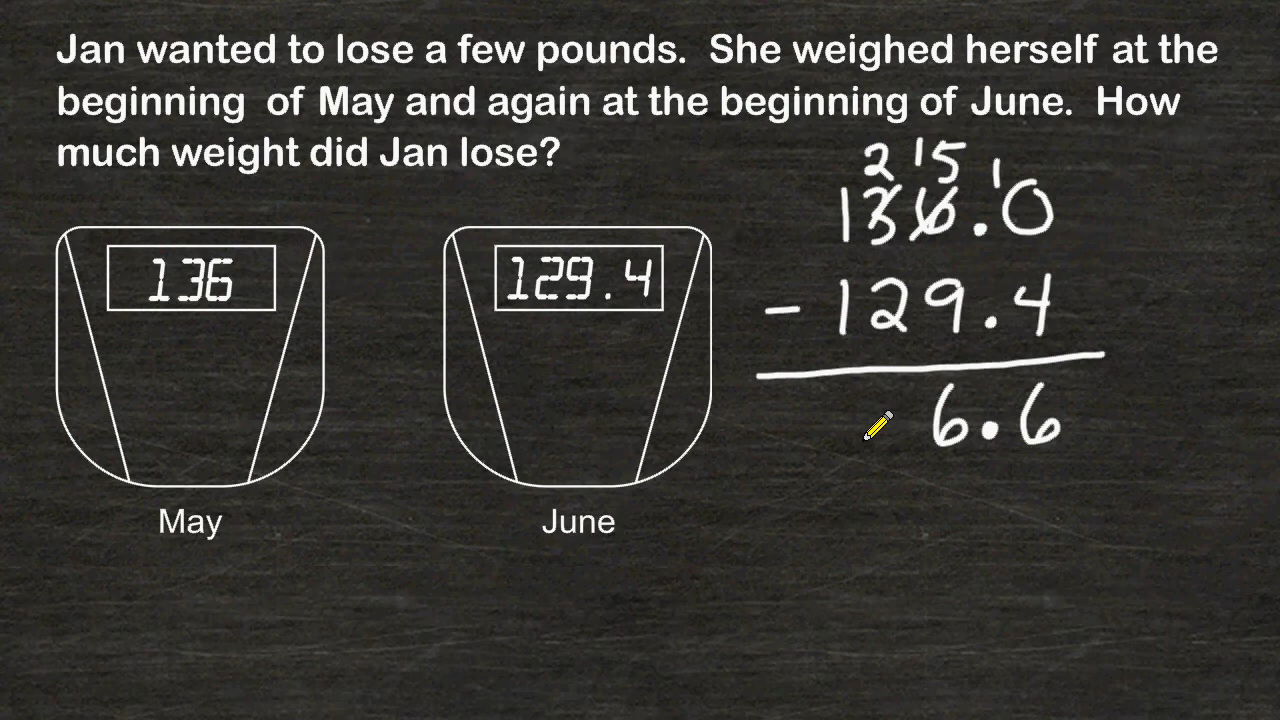 Jan wanted to lose a few pounds. She weighed herself at the
beginning of May and again at the beginning of June. How
much weight did Jan lose?
2 15 1
136.0
- 129.4
6.6
136
129.4
May
June